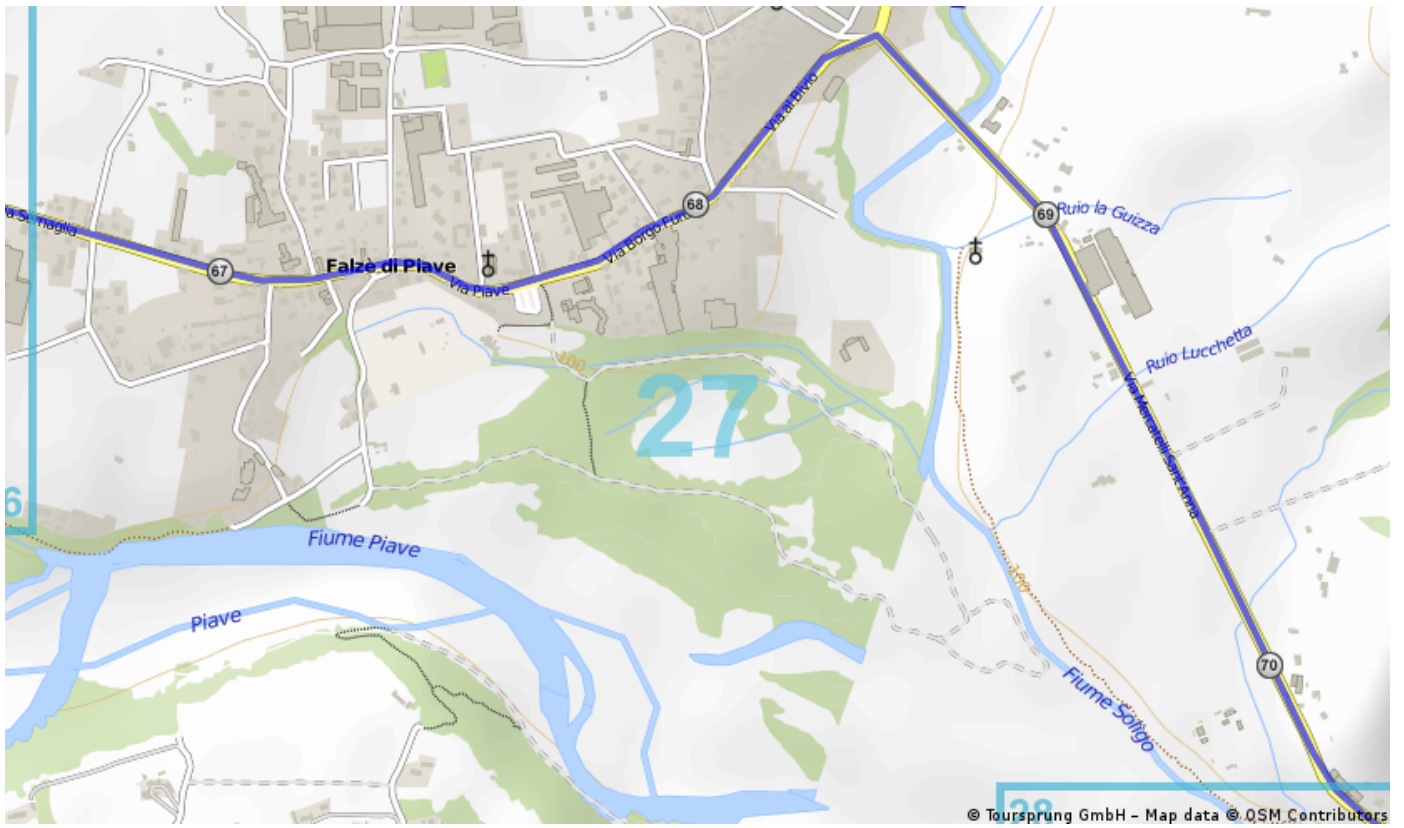 Via al Bivio
68
69
Ruio la Guizza
a Sernaglia
67
Falzè di Piave
Via Piave
Via Borgo Furo
Ruio Lucchetta
100
27
Via Mercatelli Sant'Anna
6
Fiume Piave
100
Piave
70
Fiume Soligo
28
© Toursprung GmbH – Map data © OSM Contributors